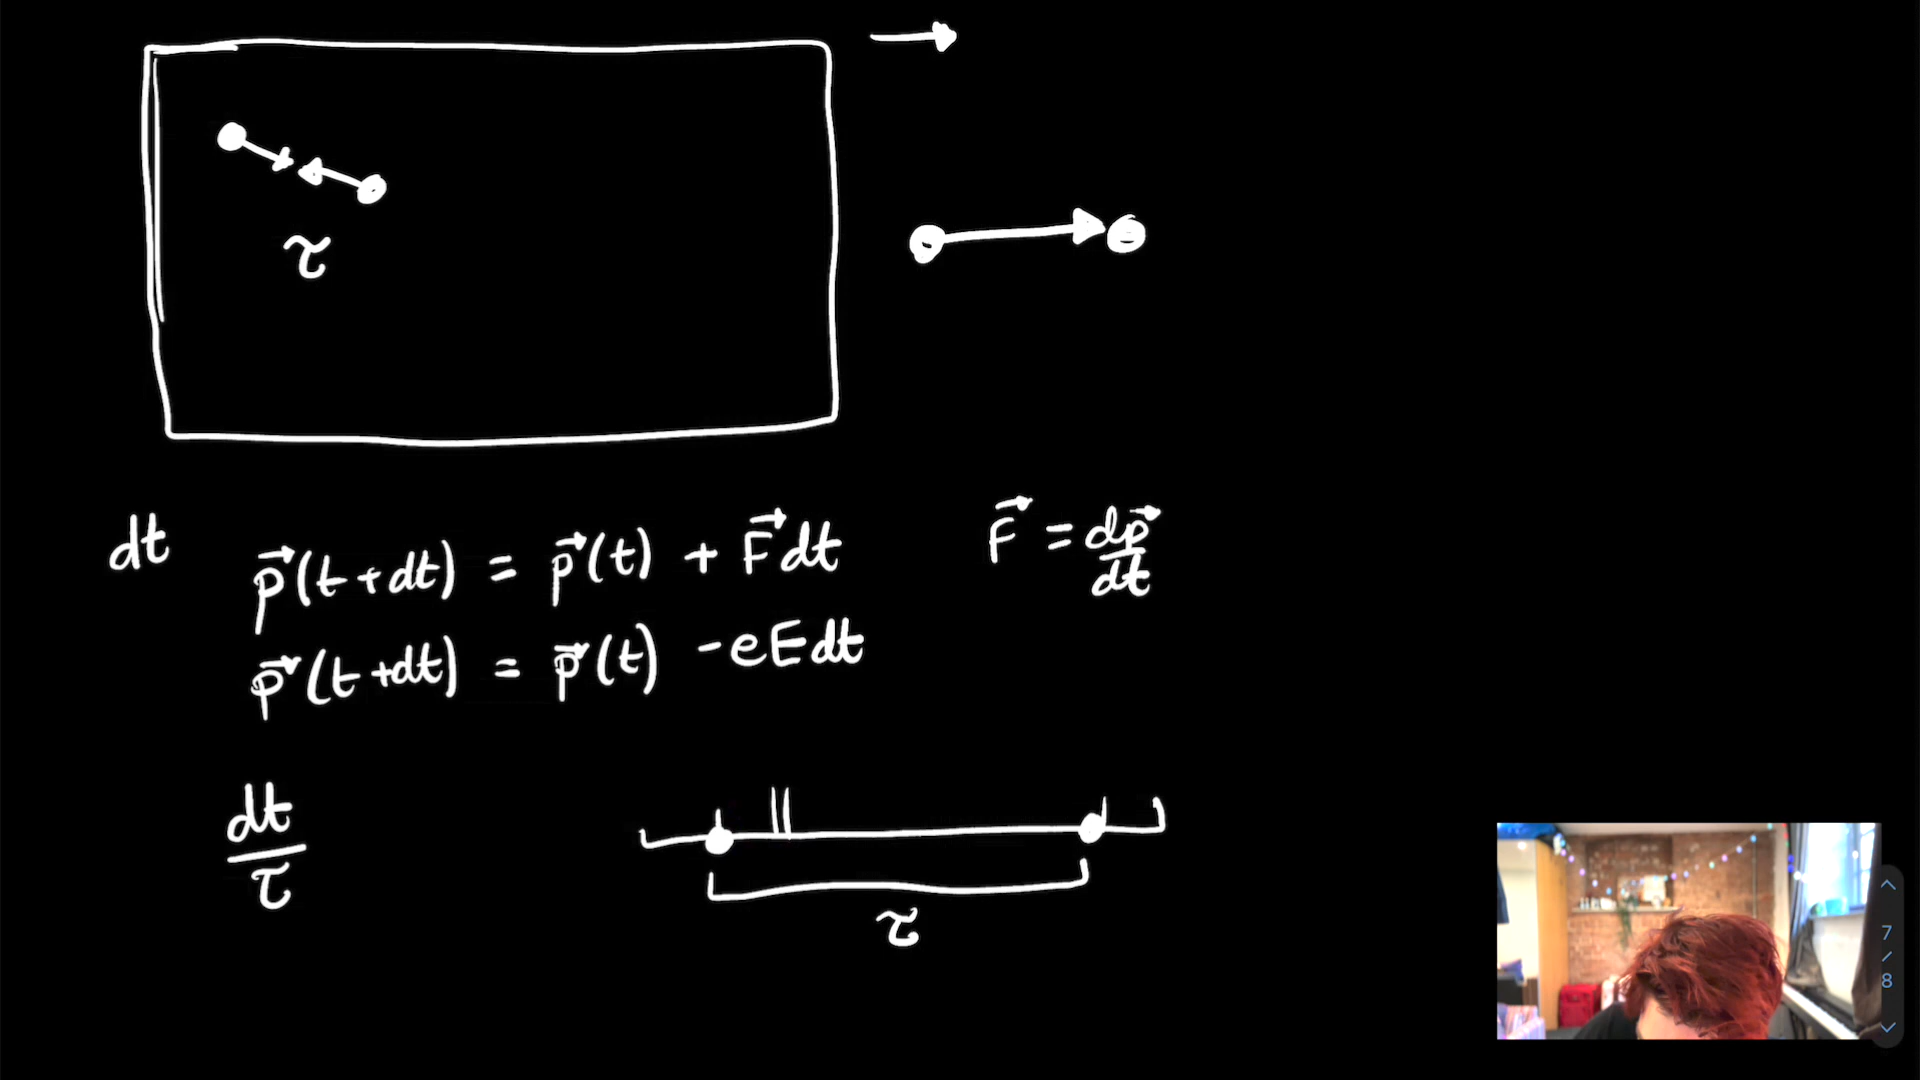 τ
dt p⃗(t+dt) = p⃗(t) + F⃗dt F⃗ = dp⃗/dt
p⃗(t+dt) = p⃗(t) -eEdt
dt/τ
τ
7
/
8